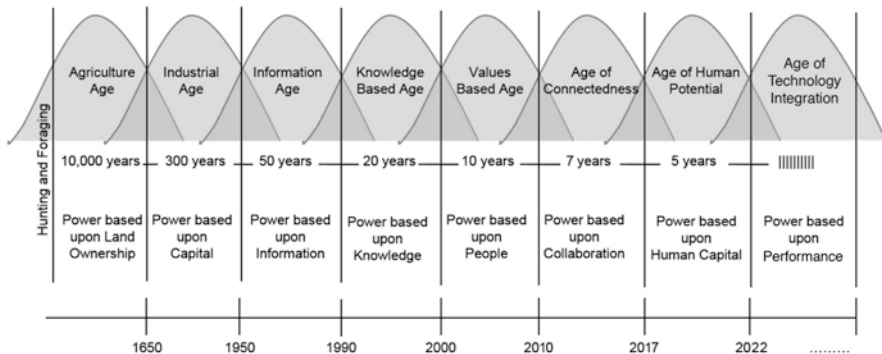 Hunting and Foraging
Agriculture
Age
Industrial
Age
Information
Age
Knowledge
Based Age
Values
Based Age
Age of
Connectedness
Age of Human
Potential
Age of
Technology
Integration
10,000 years
300 years
50 years
20 years
10 years
7 years
5 years
||||||||||
Power based
upon Land
Ownership
Power based
upon
Capital
Power based
upon
Information
Power based
upon
Knowledge
Power based
upon
People
Power based
upon
Collaboration
Power based
upon
Human Capital
Power based
upon
Performance
1650
1950
1990
2000
2010
2017
2022
.........